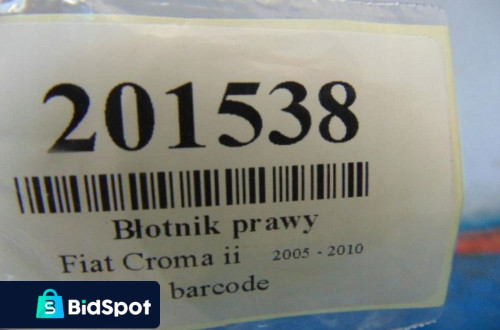 201538
Błotnik prawy
Fiat Croma ii 2005 - 2010
barcode
BidSpot